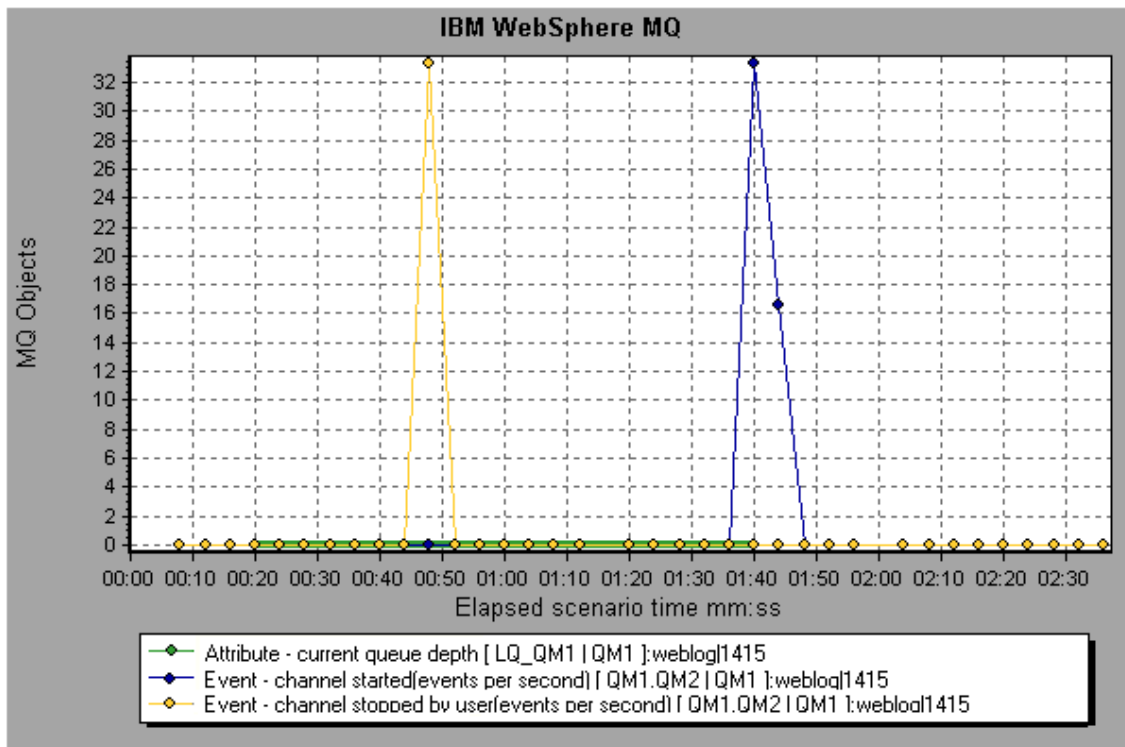 IBM WebSphere MQ
32
30
28
26
24
22
20
18
16
14
12
10
8
6
4
2
0
MQ Objects
00:00 00:10 00:20 00:30 00:40 00:50 01:00 01:10 01:20 01:30 01:40 01:50 02:00 02:10 02:20 02:30
Elapsed scenario time mm:ss
Attribute - current queue depth [ LQ_QM1 | QM1 ]:weblog|1415
Event - channel started(events per second) [ QM1.QM2 | QM1 ]:weblog|1415
Event - channel stopped by user(events per second) [ QM1.QM2 | QM1 ]:weblog|1415